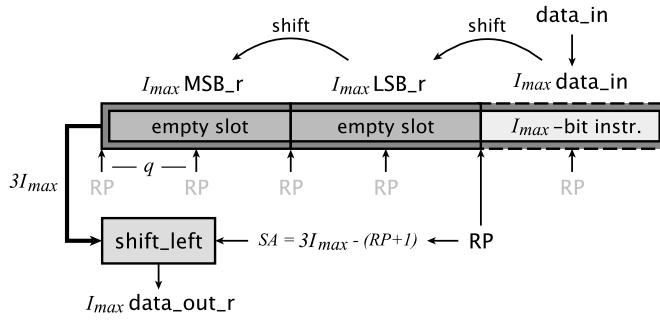 data_in
shift
shift
I_max MSB_r
I_max LSB_r
I_max data_in
empty slot
empty slot
I_max -bit instr.
q
RP
RP
RP
RP
RP
3I_max
shift_left
SA = 3I_max - (RP+1)
RP
I_max data_out_r